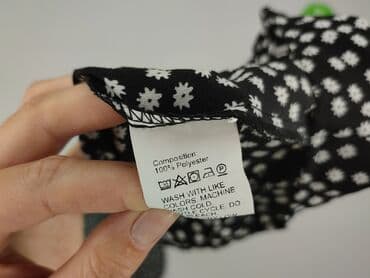 Composition:
100% Polyester
WASH WITH LIKE
COLORS. MACHINE
WASH COLD.